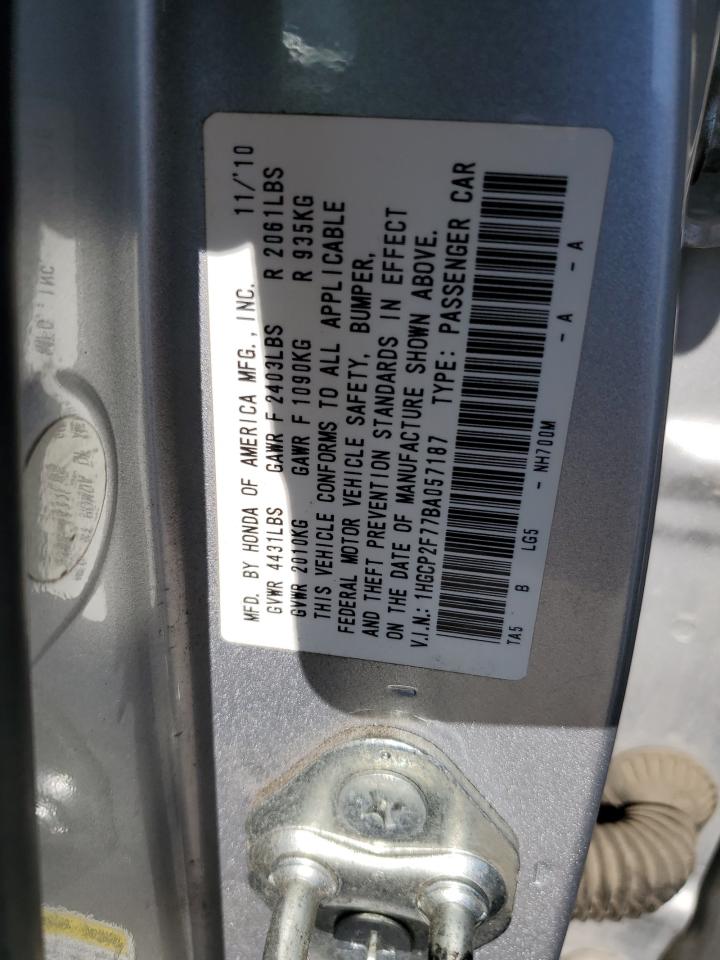 MFD. BY HONDA OF AMERICA MFG., INC. 11/'10
GVWR 4431LBS GAWR F 2403LBS R 2061LBS
GVWR 2010KG GAWR F 1090KG R 935KG
THIS VEHICLE CONFORMS TO ALL APPLICABLE
FEDERAL MOTOR VEHICLE SAFETY, BUMPER,
AND THEFT PREVENTION STANDARDS IN EFFECT
ON THE DATE OF MANUFACTURE SHOWN ABOVE.
V.I.N.: 1HGCP2F77BA057187 TYPE: PASSENGER CAR
TA5 B LG5 - NH700M - A - A